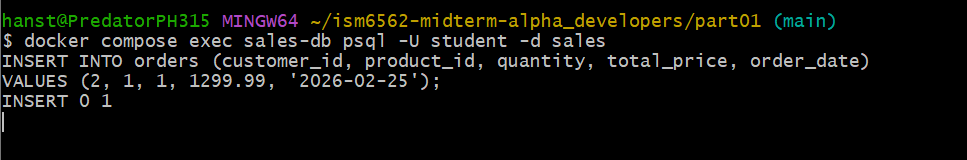 hanst@PredatorPH315 MINGW64 ~/ism6562-midterm-alpha_developers/part01 (main)
$ docker compose exec sales-db psql -U student -d sales
INSERT INTO orders (customer_id, product_id, quantity, total_price, order_date)
VALUES (2, 1, 1, 1299.99, '2026-02-25');
INSERT 0 1